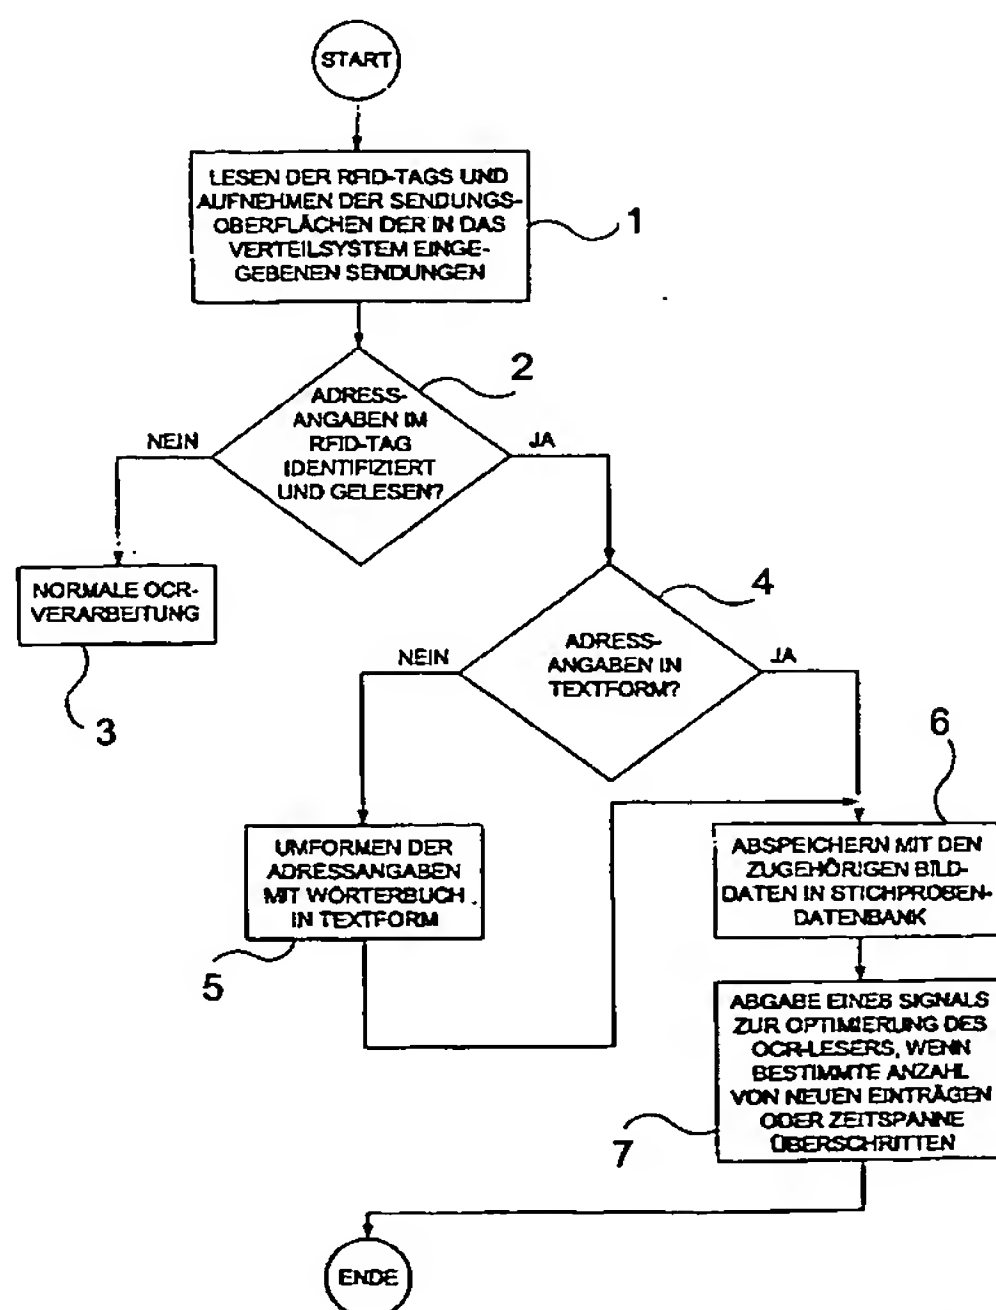 START
LESEN DER RFID-TAGS UND
AUFNEHMEN DER SENDUNGS-
OBERFLÄCHEN DER IN DAS
VERTEILSYSTEM EINGE-
GEBENEN SENDUNGEN
1
2
ADRESS-
ANGABEN IM
RFID-TAG
IDENTIFIZIERT
UND GELESEN?
NEIN
JA
NORMALE OCR-
VERARBEITUNG
3
4
ADRESS-
ANGABEN IN
TEXTFORM?
NEIN
JA
UMFORMEN DER
ADRESSANGABEN
MIT WÖRTERBUCH
IN TEXTFORM
5
6
ABSPEICHERN MIT DEN
ZUGEHÖRIGEN BILD-
DATEN IN STICHPROBEN-
DATENBANK
ABGABE EINES SIGNALS
ZUR OPTIMIERUNG DES
OCR-LESERS, WENN
BESTIMMTE ANZAHL
VON NEUEN EINTRÄGEN
ODER ZEITSPANNE
ÜBERSCHRITTEN
7
ENDE